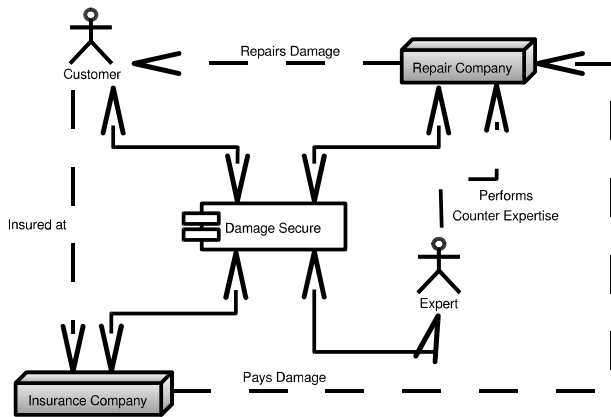 Repairs Damage
Customer
Repair Company
Performs
Counter Expertise
Insured at
Damage Secure
Expert
Pays Damage
Insurance Company